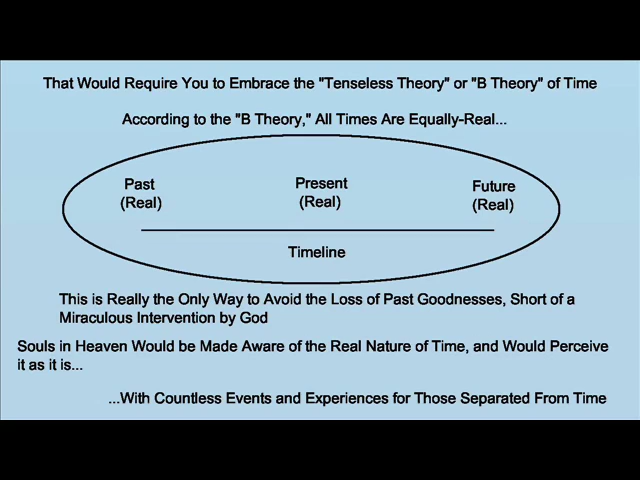 That Would Require You to Embrace the "Tenseless Theory" or "B Theory" of Time
According to the "B Theory," All Times Are Equally-Real...
Past
(Real)
Present
(Real)
Future
(Real)
Timeline
This is Really the Only Way to Avoid the Loss of Past Goodnesses, Short of a
Miraculous Intervention by God
Souls in Heaven Would be Made Aware of the Real Nature of Time, and Would Perceive
it as it is...
...With Countless Events and Experiences for Those Separated From Time